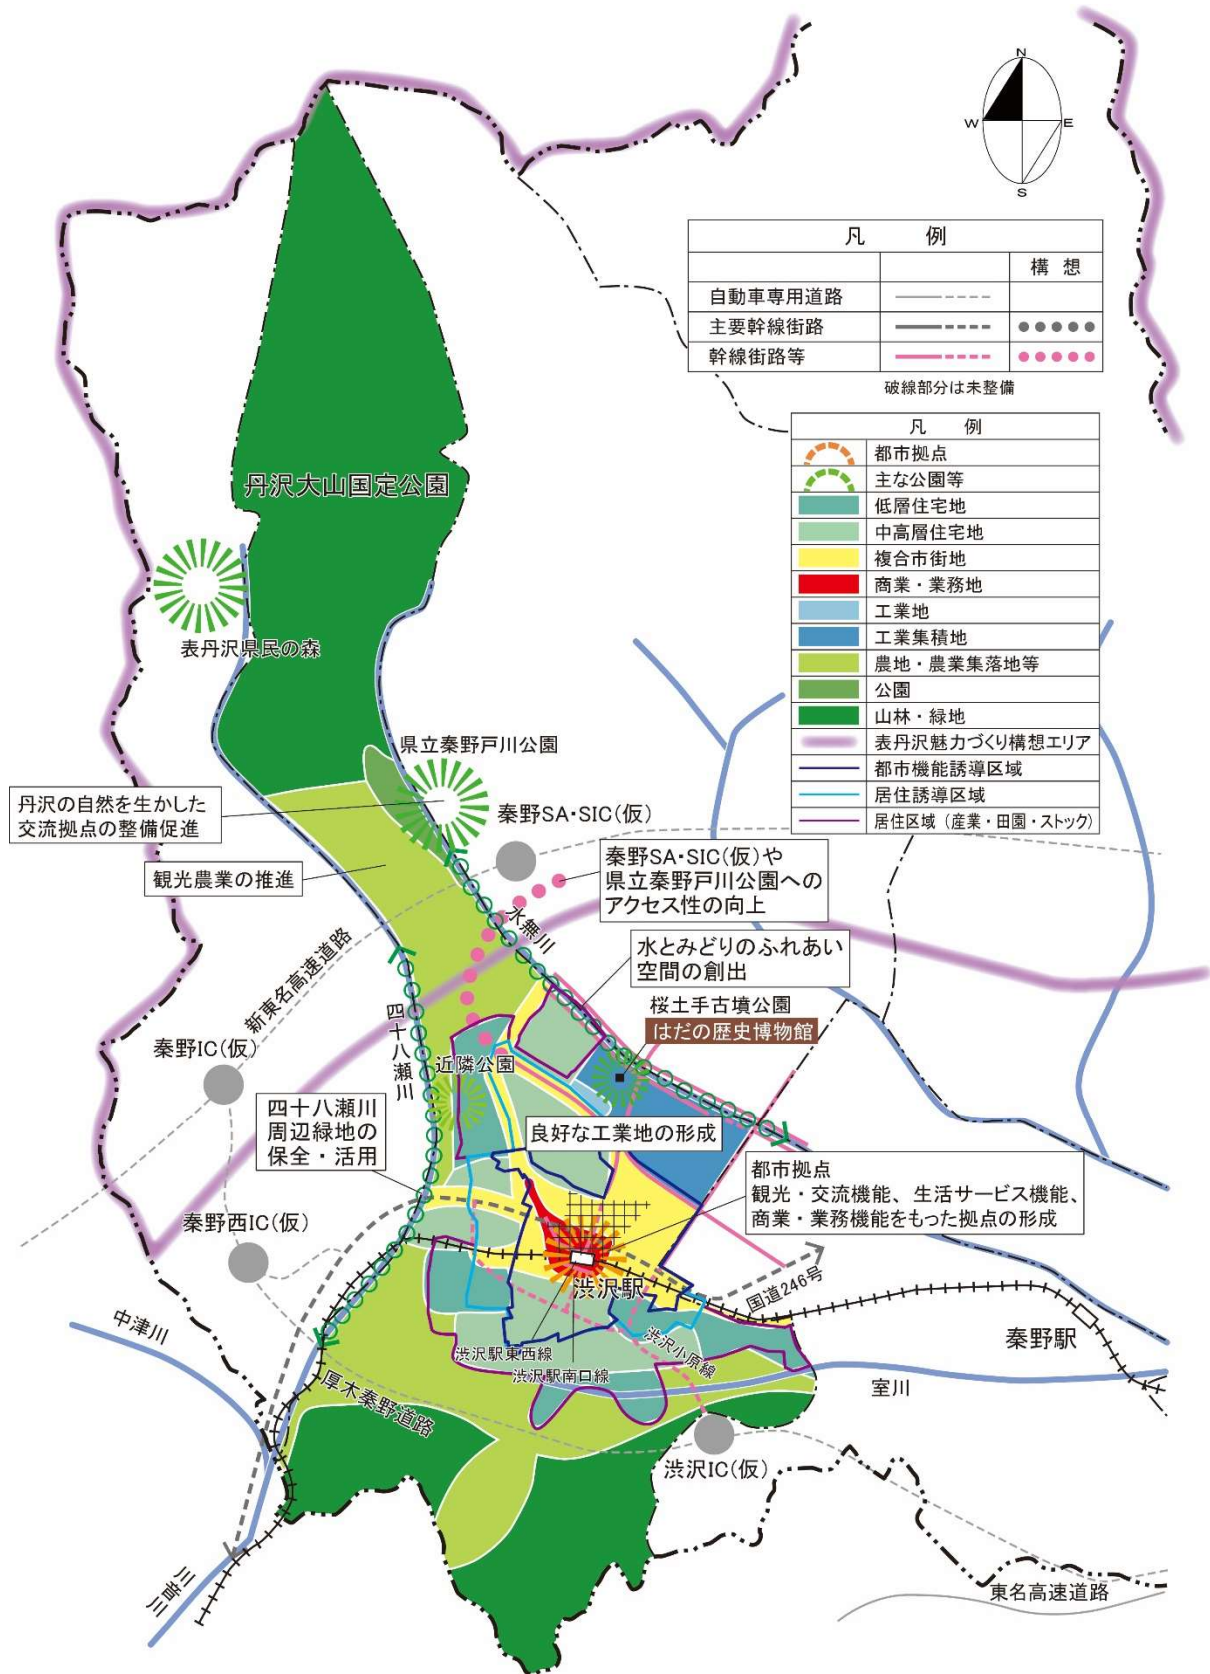 N
W
E
S
凡 例
構 想
自動車専用道路
主要幹線街路
幹線街路等
破線部分は未整備
凡 例
都市拠点
主な公園等
低層住宅地
中高層住宅地
複合市街地
商業・業務地
工業地
工業集積地
農地・農業集落地等
公園
山林・緑地
表丹沢魅力づくり構想エリア
都市機能誘導区域
居住誘導区域
居住区域（産業・田園・ストック）
丹沢大山国定公園
表丹沢県民の森
県立秦野戸川公園
丹沢の自然を生かした
交流拠点の整備促進
秦野SA・SIC(仮)
観光農業の推進
秦野SA・SIC(仮)や
県立秦野戸川公園への
アクセス性の向上
水無川
水とみどりのふれあい
空間の創出
新東名高速道路
四十八瀬川
桜土手古墳公園
はだの歴史博物館
秦野IC(仮)
近隣公園
四十八瀬川
周辺緑地の
保全・活用
良好な工業地の形成
都市拠点
観光・交流機能、生活サービス機能、
商業・業務機能をもった拠点の形成
秦野西IC(仮)
渋沢駅
国道246号
中津川
渋沢駅東西線
渋沢小原線
秦野駅
渋沢駅南口線
室川
厚木秦野道路
渋沢IC(仮)
川音川
東名高速道路